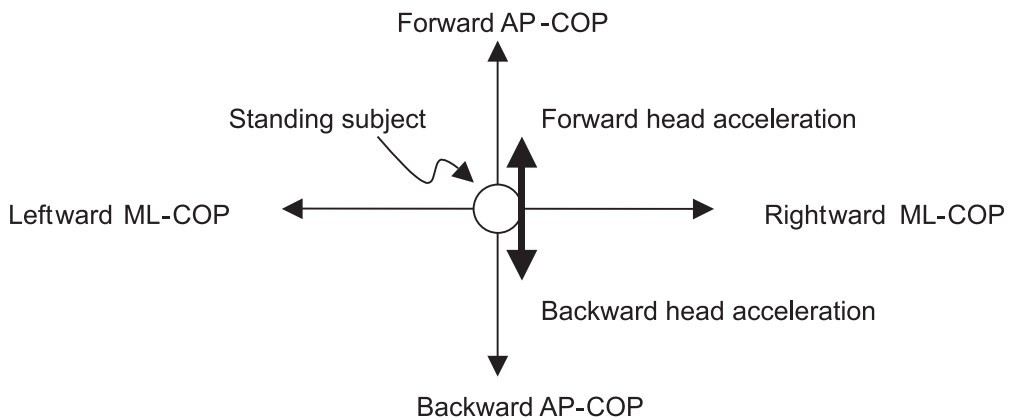 Forward AP-COP
Standing subject
Forward head acceleration
Leftward ML-COP
Rightward ML-COP
Backward head acceleration
Backward AP-COP